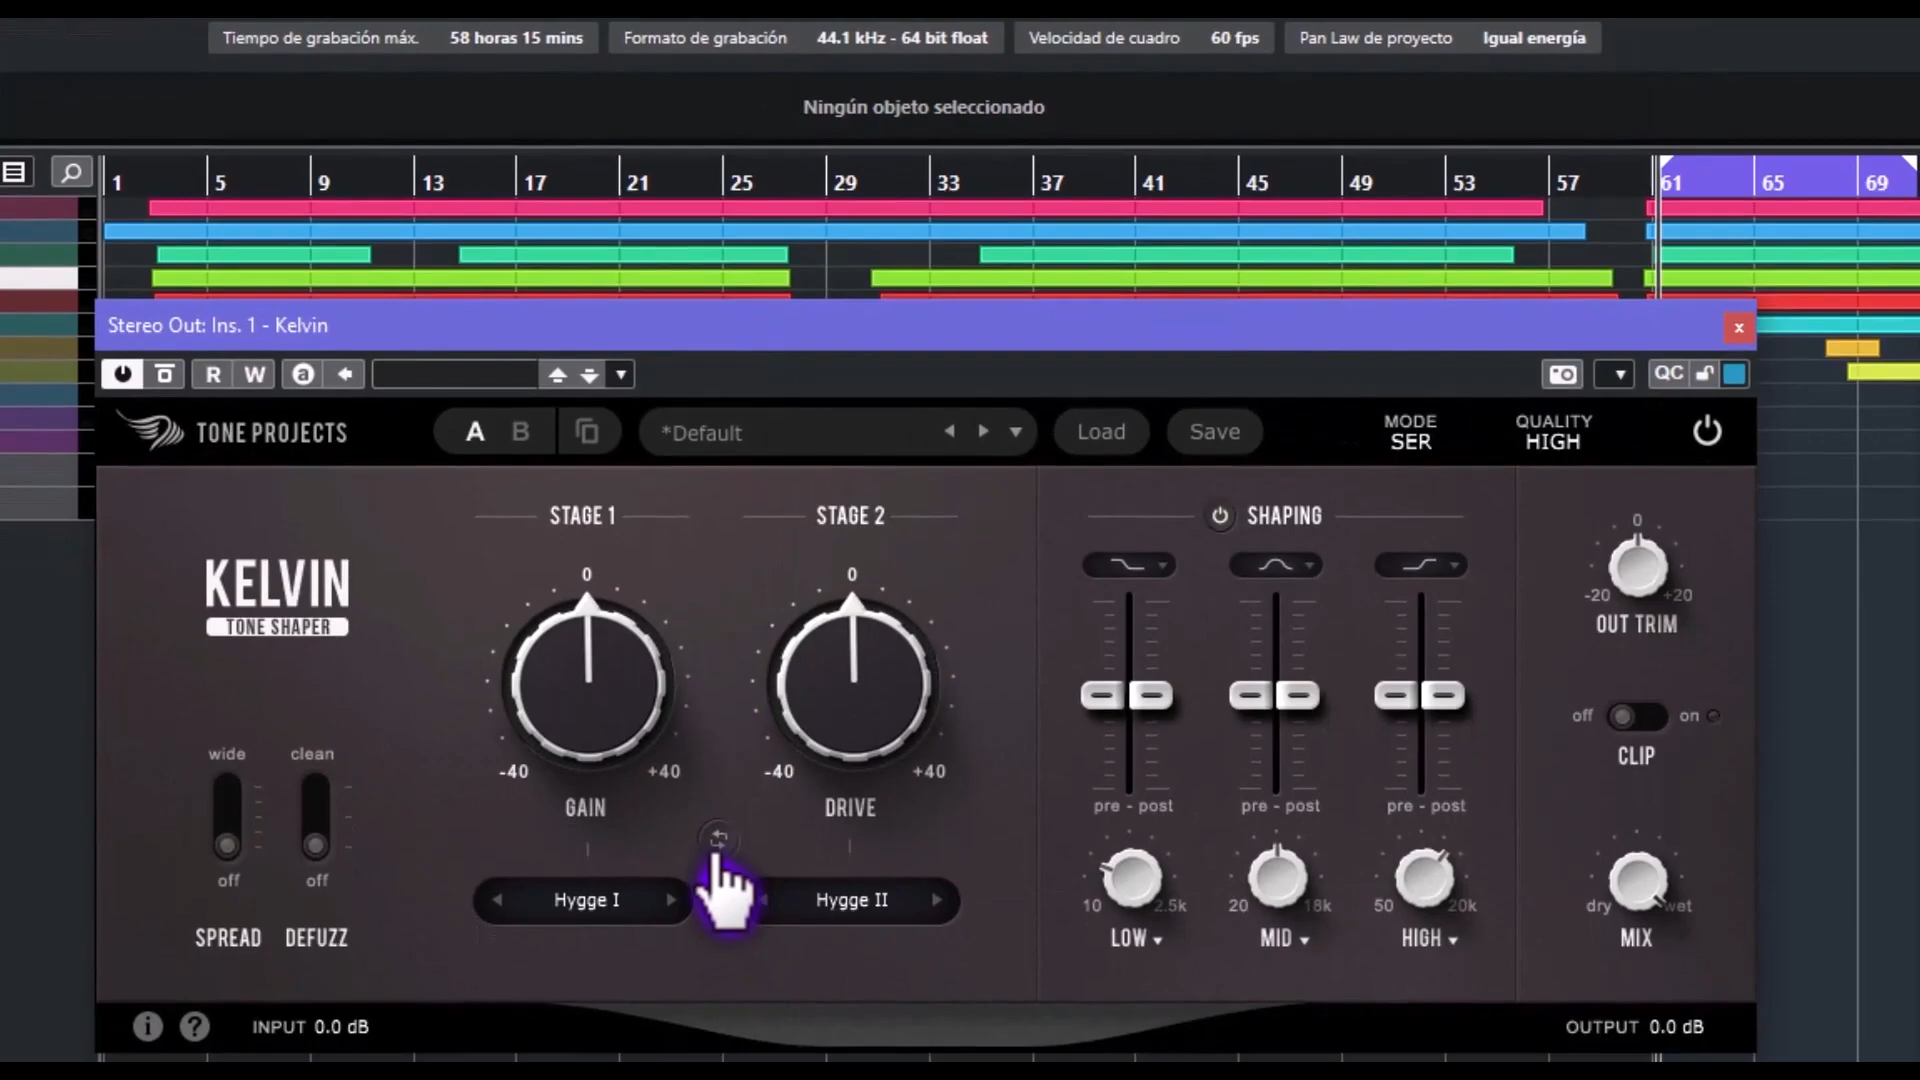 Tiempo de grabación máx. 58 horas 15 mins Formato de grabación 44.1 kHz - 64 bit float Velocidad de cuadro 60 fps Pan Law de proyecto Igual energía
Ningún objeto seleccionado
1 5 9 13 17 21 25 29 33 37 41 45 49 53 57 61 65 69
Stereo Out: Ins. 1 - Kelvin x
R W a QC
TONE PROJECTS A B *Default Load Save MODE SER QUALITY HIGH
STAGE 1 STAGE 2 SHAPING
KELVIN
TONE SHAPER
0 0 0
-40 +40 -40 +40 -20 +20
GAIN DRIVE OUT TRIM
off on
CLIP
wide clean
off off
SPREAD DEFUZZ
Hygge I Hygge II
pre - post pre - post pre - post
10 2.5k 20 18k 50 20k dry wet
LOW MID HIGH MIX
i ? INPUT 0.0 dB OUTPUT 0.0 dB